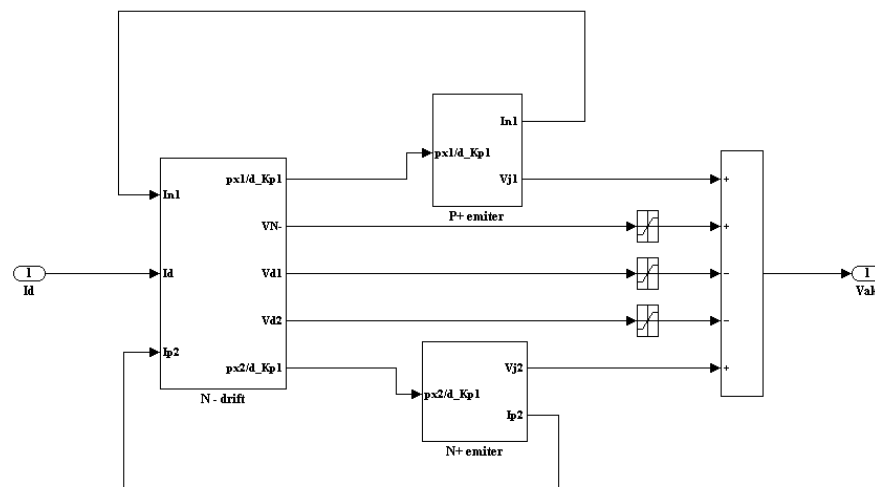 In1
px1/d_Kp1
Vj1
P+ emiter
px1/d_Kp1
In1
VN-
Id
Vd1
Vd2
Ip2
px2/d_Kp1
N - drift
1
Id
Vj2
px2/d_Kp1
Ip2
N+ emiter
+
+
−
−
+
1
Vak